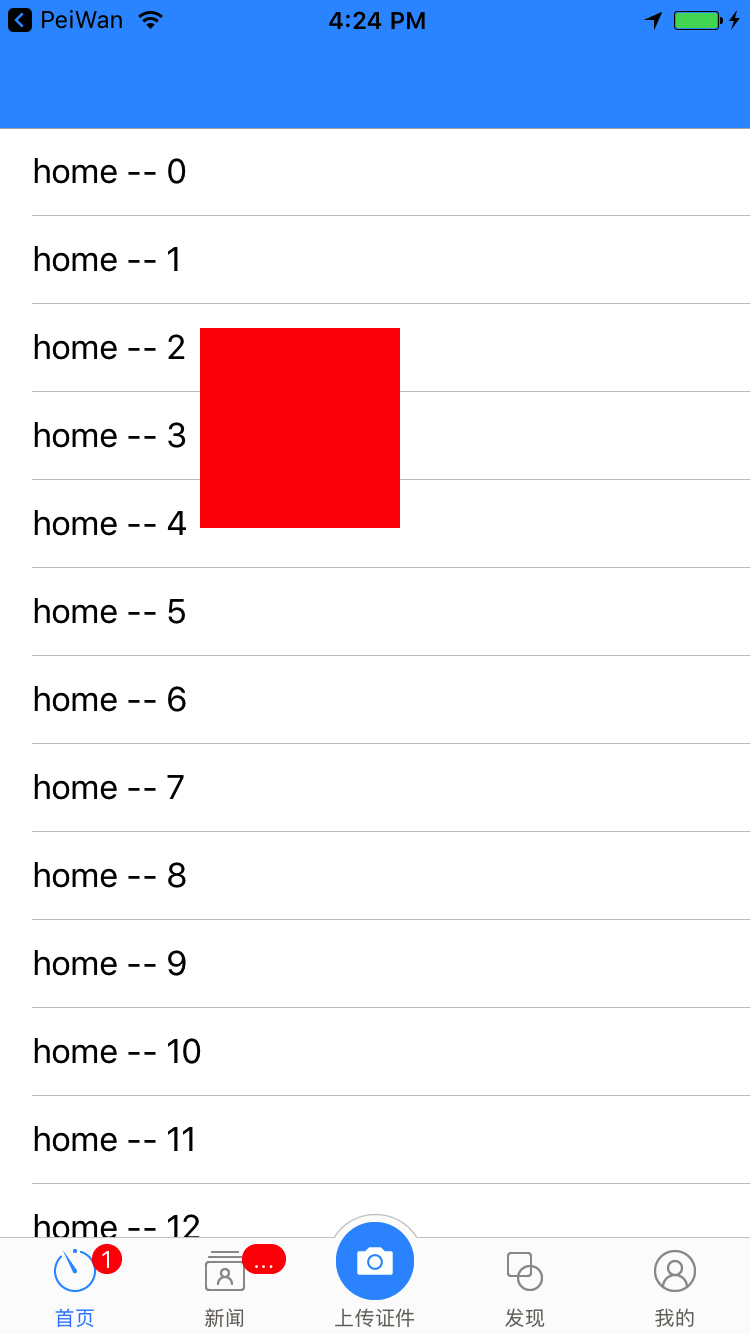 PeiWan 4:24 PM
home -- 0
home -- 1
home -- 2
home -- 3
home -- 4
home -- 5
home -- 6
home -- 7
home -- 8
home -- 9
home -- 10
home -- 11
home -- 12
1 ...
首页 新闻 上传证件 发现 我的